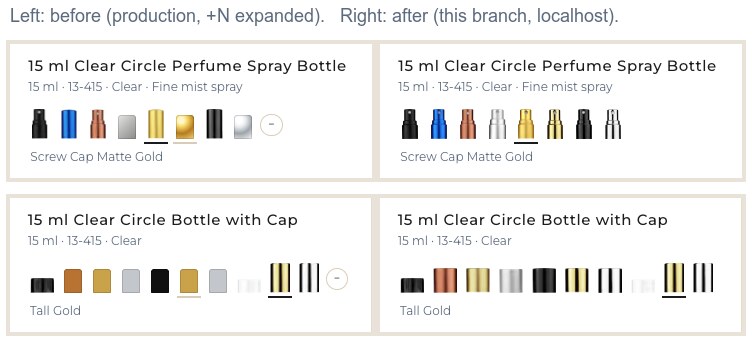 Left: before (production, +N expanded).   Right: after (this branch, localhost).
15 ml Clear Circle Perfume Spray Bottle
15 ml · 13-415 · Clear · Fine mist spray
−
Screw Cap Matte Gold
15 ml Clear Circle Perfume Spray Bottle
15 ml · 13-415 · Clear · Fine mist spray
Screw Cap Matte Gold
15 ml Clear Circle Bottle with Cap
15 ml · 13-415 · Clear
−
Tall Gold
15 ml Clear Circle Bottle with Cap
15 ml · 13-415 · Clear
Tall Gold